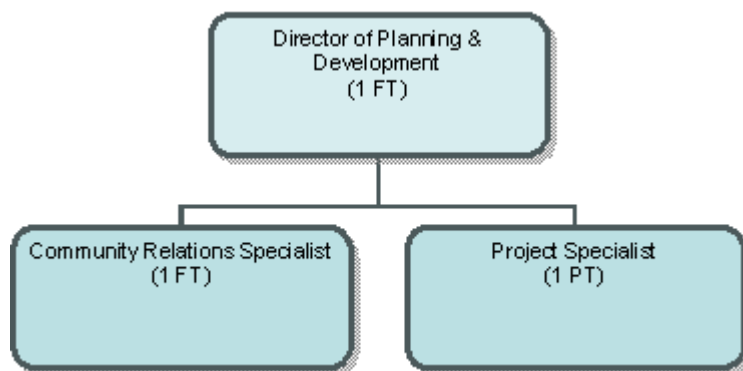 Director of Planning &
Development
(1 FT)
Community Relations Specialist
(1 FT)
Project Specialist
(1 PT)